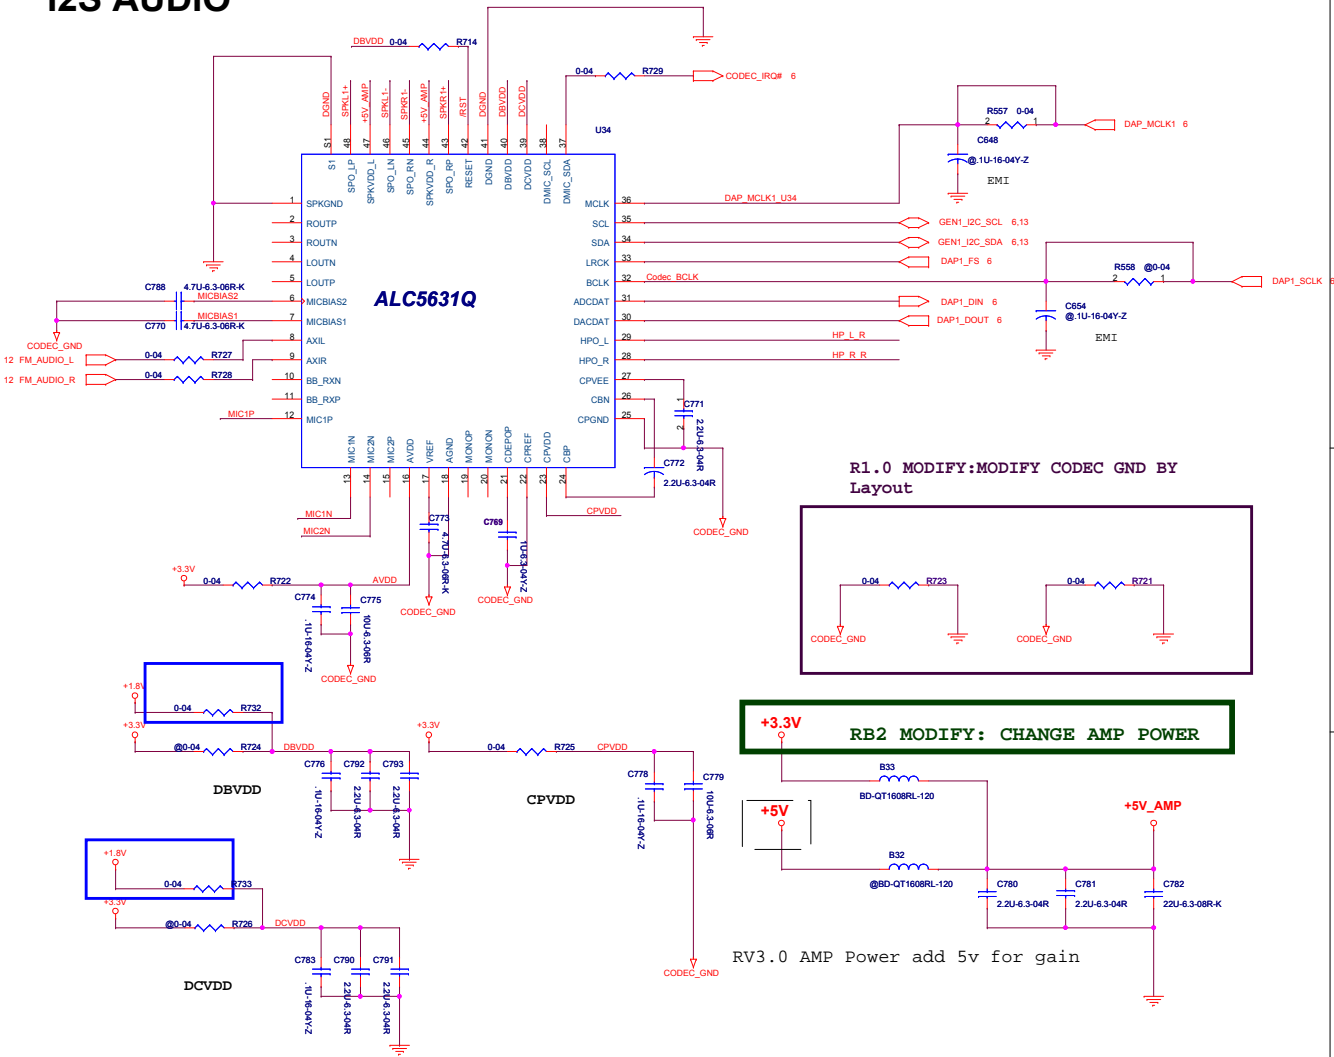 I2S AUDIO
DBVDD 0-04 R714
0-04 R729 CODEC_IRQ# 6
DGND
SPKL1+
+5V_AMP
SPKL1-
SPKR1-
+5V_AMP
SPKR1+
/RST
DGND
DBVDD
DCVDD
U34
S1 48 47 46 45 44 43 42 41 40 39 38 37
S1
SPO_LP
SPKVDD_L
SPO_LN
SPO_RN
SPKVDD_R
SPO_RP
RESET
DGND
DBVDD
DCVDD
DMIC_SCL
DMIC_SDA
R557 0-04
2 1
DAP_MCLK1 6
C648
@.1U-16-04Y-Z
EMI
1 SPKGND
2 ROUTP
3 ROUTN
4 LOUTN
5 LOUTP
6 MICBIAS2
7 MICBIAS1
8 AXIL
9 AXIR
10 BB_RXN
11 BB_RXP
12 MIC1P
ALC5631Q
MCLK 36 DAP_MCLK1_U34
SCL 35 GEN1_I2C_SCL 6,13
SDA 34 GEN1_I2C_SDA 6,13
LRCK 33 DAP1_FS 6
BCLK 32 Codec_BCLK
ADCDAT 31 DAP1_DIN 6
DACDAT 30 DAP1_DOUT 6
HPO_L 29 HP_L_R
HPO_R 28 HP_R_R
CPVEE 27
CBN 26
CPGND 25
R558 @0-04
2 1
DAP1_SCLK 6
C654
@.1U-16-04Y-Z
EMI
C788 4.7U-6.3-06R-K
MICBIAS2
MICBIAS1
C770 4.7U-6.3-06R-K
CODEC_GND
12 FM_AUDIO_L 0-04 R727
12 FM_AUDIO_R 0-04 R728
MIC1P
MIC1N
MIC2N
MIC2P
AVDD
VREF
AGND
MONOP
MONON
CDEPOP
CPREF
CPVDD
CBP
13 14 15 16 17 18 19 20 21 22 23 24
1
C771
2
2.2U-6.3-04R
C772
2.2U-6.3-04R
CODEC_GND
MIC1N
MIC2N
C773
4.7U-6.3-06R-K
CODEC_GND
C769
1U-6.3-04Y-Z
CODEC_GND
CPVDD
R1.0 MODIFY:MODIFY CODEC GND BY
Layout
0-04 R723
CODEC_GND
0-04 R721
CODEC_GND
+3.3V
0-04 R722 AVDD
C774
.1U-16-04Y-Z
C775
10U-6.3-06R
CODEC_GND
+1.8V
0-04 R732
+3.3V
@0-04 R724 DBVDD
C776 C792 C793
.1U-16-04Y-Z
2.2U-6.3-04R
2.2U-6.3-04R
DBVDD
+3.3V
0-04 R725 CPVDD
CPVDD
C778
.1U-16-04Y-Z
C779
10U-6.3-06R
CODEC_GND
+1.8V
0-04 R733
+3.3V
@0-04 R726 DCVDD
C783 C790 C791
.1U-16-04Y-Z
2.2U-6.3-04R
2.2U-6.3-04R
DCVDD
+3.3V
RB2 MODIFY: CHANGE AMP POWER
B33
BD-QT1608RL-120
+5V
+5V_AMP
B32
@BD-QT1608RL-120
C780
2.2U-6.3-04R
C781
2.2U-6.3-04R
C782
22U-6.3-08R-K
RV3.0 AMP Power add 5v for gain